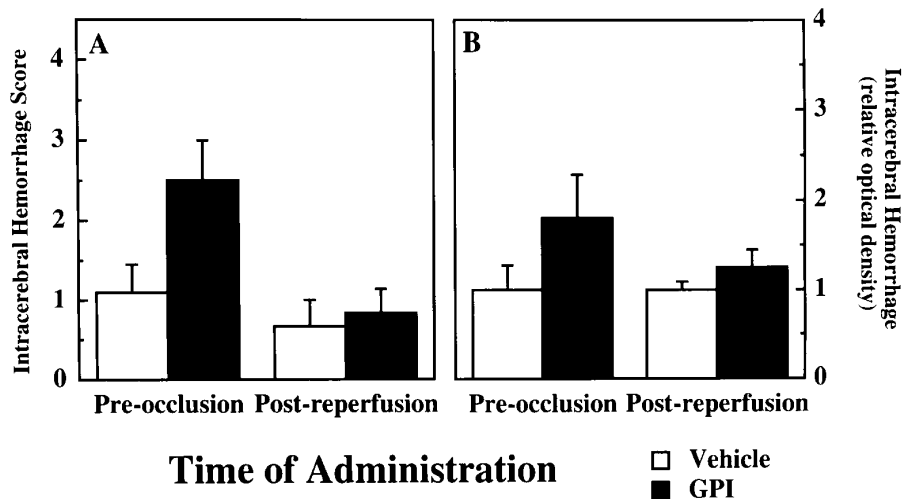 A
B
Intracerebral Hemorrhage Score
4
3
2
1
0
4
3
2
1
0
Intracerebral Hemorrhage
(relative optical density)
Pre-occlusion Post-reperfusion
Pre-occlusion Post-reperfusion
Time of Administration
Vehicle
GPI